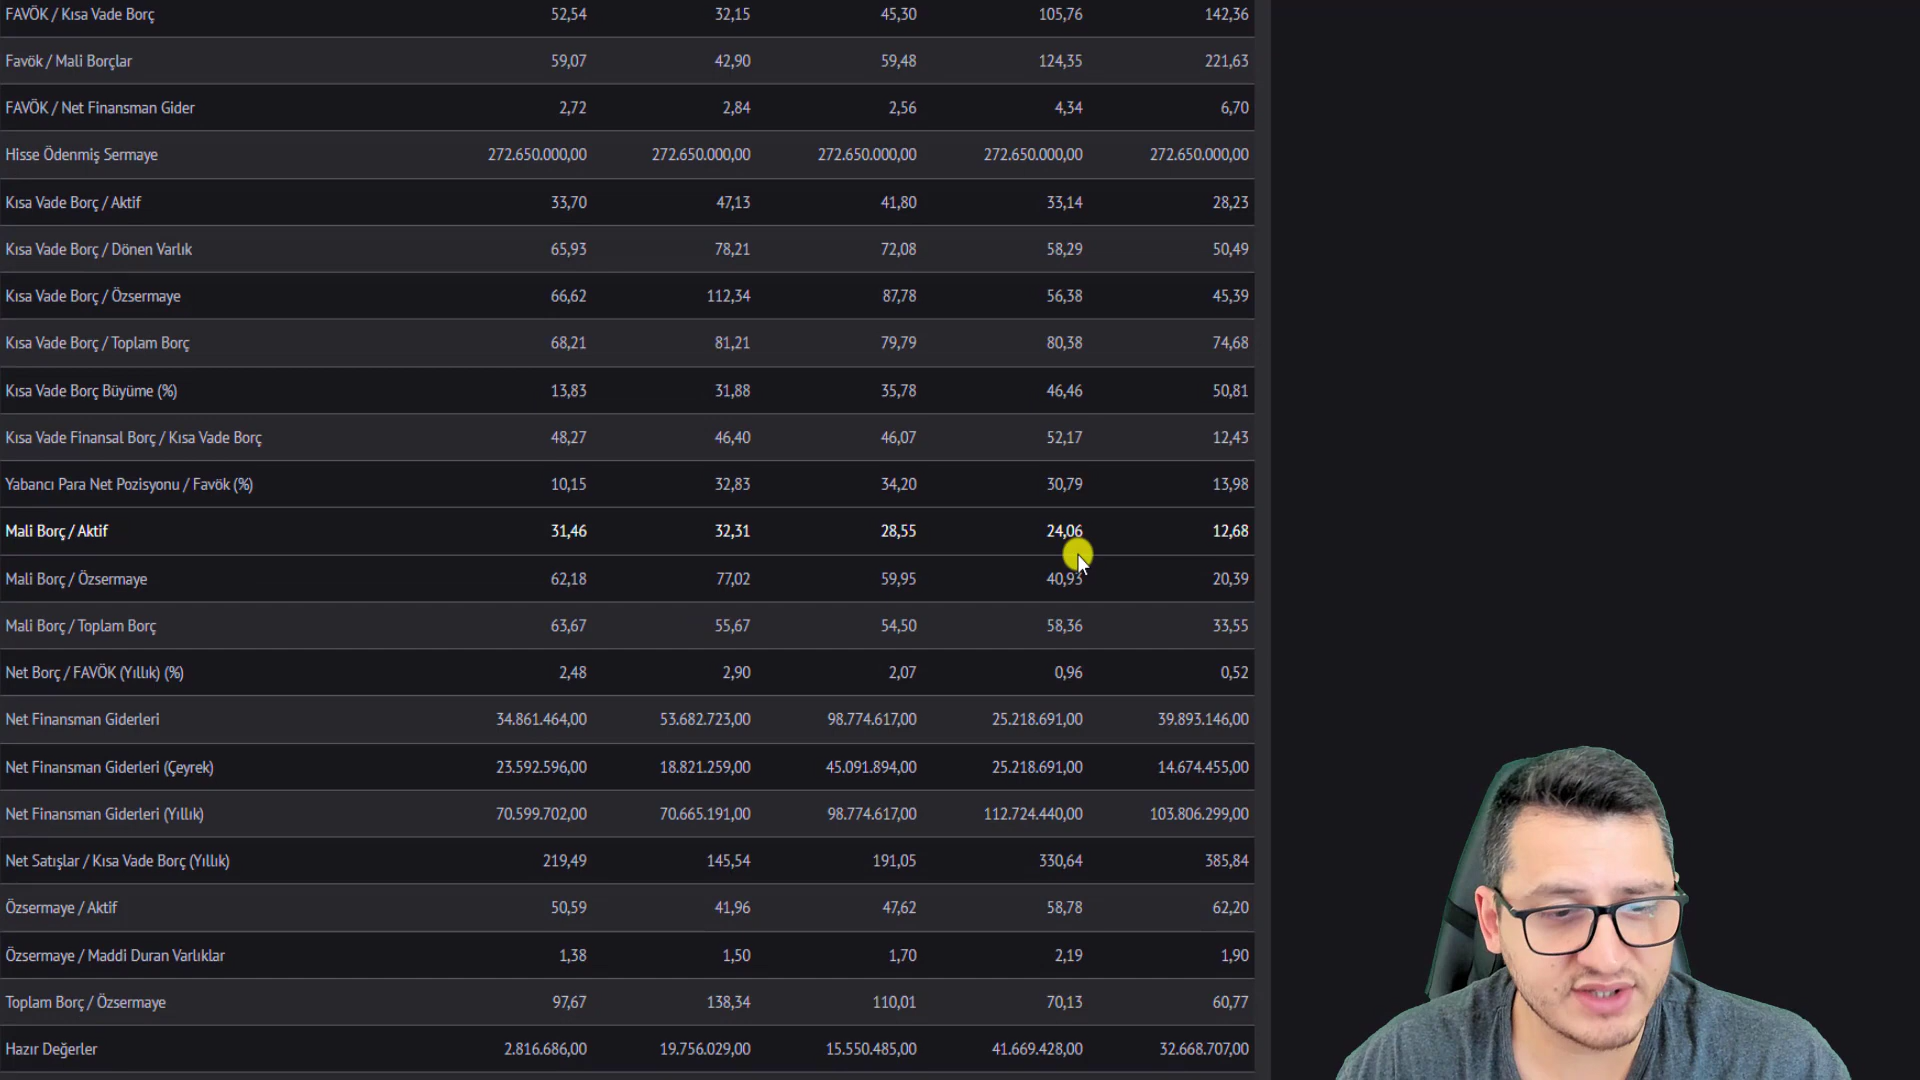 FAVÖK / Kısa Vade Borç 52,54 32,15 45,30 105,76 142,36
Favök / Mali Borçlar 59,07 42,90 59,48 124,35 221,63
FAVÖK / Net Finansman Gider 2,72 2,84 2,56 4,34 6,70
Hisse Ödenmiş Sermaye 272.650.000,00 272.650.000,00 272.650.000,00 272.650.000,00 272.650.000,00
Kısa Vade Borç / Aktif 33,70 47,13 41,80 33,14 28,23
Kısa Vade Borç / Dönen Varlık 65,93 78,21 72,08 58,29 50,49
Kısa Vade Borç / Özsermaye 66,62 112,34 87,78 56,38 45,39
Kısa Vade Borç / Toplam Borç 68,21 81,21 79,79 80,38 74,68
Kısa Vade Borç Büyüme (%) 13,83 31,88 35,78 46,46 50,81
Kısa Vade Finansal Borç / Kısa Vade Borç 48,27 46,40 46,07 52,17 12,43
Yabancı Para Net Pozisyonu / Favök (%) 10,15 32,83 34,20 30,79 13,98
Mali Borç / Aktif 31,46 32,31 28,55 24,06 12,68
Mali Borç / Özsermaye 62,18 77,02 59,95 40,93 20,39
Mali Borç / Toplam Borç 63,67 55,67 54,50 58,36 33,55
Net Borç / FAVÖK (Yıllık) (%) 2,48 2,90 2,07 0,96 0,52
Net Finansman Giderleri 34.861.464,00 53.682.723,00 98.774.617,00 25.218.691,00 39.893.146,00
Net Finansman Giderleri (Çeyrek) 23.592.596,00 18.821.259,00 45.091.894,00 25.218.691,00 14.674.455,00
Net Finansman Giderleri (Yıllık) 70.599.702,00 70.665.191,00 98.774.617,00 112.724.440,00 103.806.299,00
Net Satışlar / Kısa Vade Borç (Yıllık) 219,49 145,54 191,05 330,64 385,84
Özsermaye / Aktif 50,59 41,96 47,62 58,78 62,20
Özsermaye / Maddi Duran Varlıklar 1,38 1,50 1,70 2,19 1,90
Toplam Borç / Özsermaye 97,67 138,34 110,01 70,13 60,77
Hazır Değerler 2.816.686,00 19.756.029,00 15.550.485,00 41.669.428,00 32.668.707,00